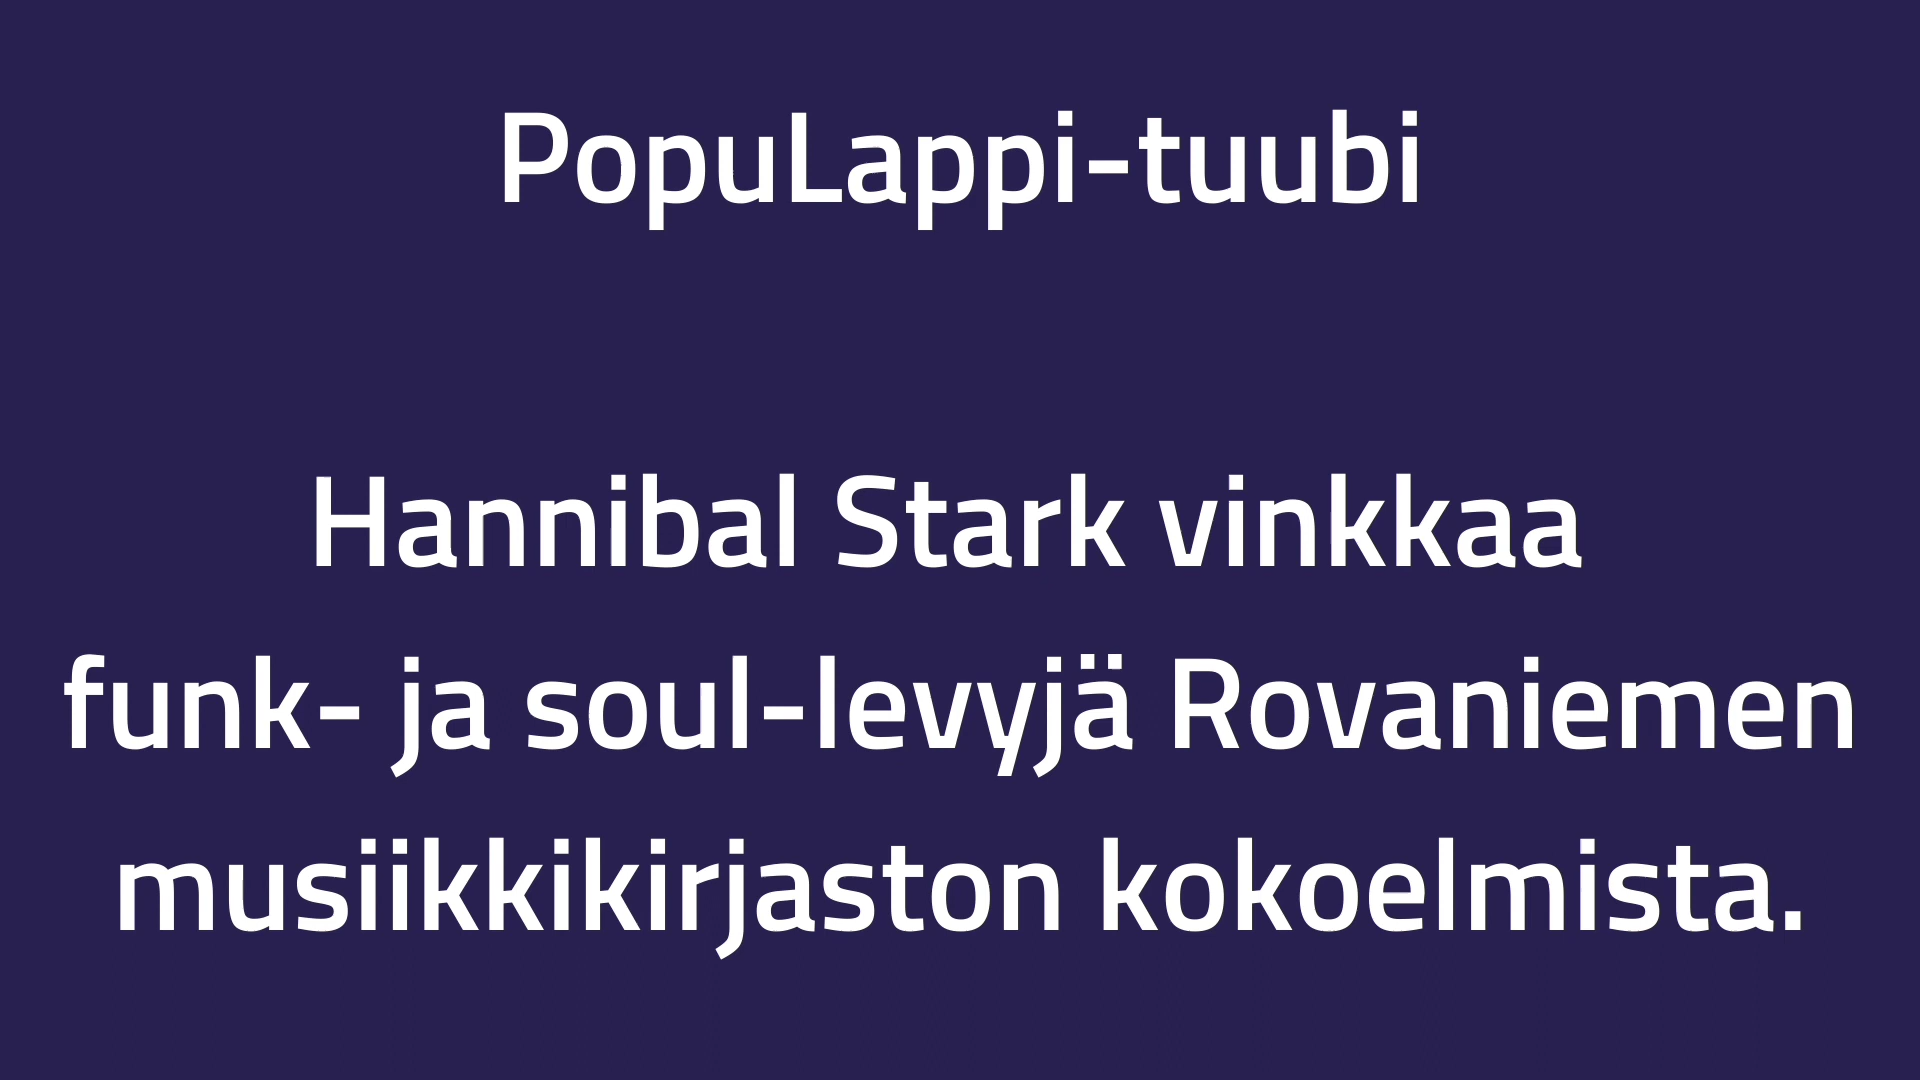 PopuLappi-tuubi
Hannibal Stark vinkkaa
funk- ja soul-levyjä Rovaniemen
musiikkikirjaston kokoelmista.